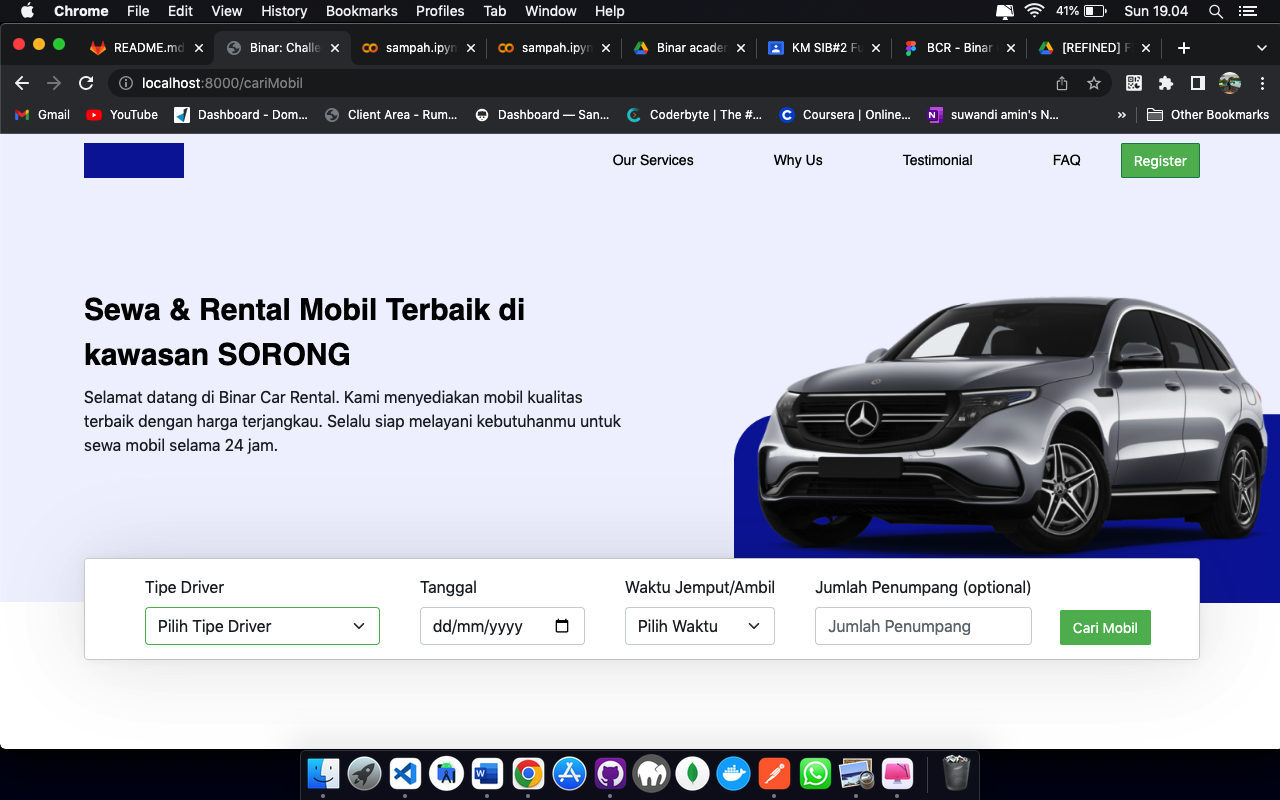 Chrome File Edit View History Bookmarks Profiles Tab Window Help 41% Sun 19.04
README.md Binar: Challe sampah.ipyn sampah.ipyn Binar acader KM SIB#2 Fu BCR - Binar [REFINED] F
localhost:8000/cariMobil
Gmail YouTube Dashboard - Dom... Client Area - Rum... Dashboard — San... Coderbyte | The #... Coursera | Online... suwandi amin's N... » Other Bookmarks
Our Services Why Us Testimonial FAQ Register
Sewa & Rental Mobil Terbaik di
kawasan SORONG
Selamat datang di Binar Car Rental. Kami menyediakan mobil kualitas
terbaik dengan harga terjangkau. Selalu siap melayani kebutuhanmu untuk
sewa mobil selama 24 jam.
Tipe Driver Tanggal Waktu Jemput/Ambil Jumlah Penumpang (optional)
Pilih Tipe Driver dd/mm/yyyy Pilih Waktu Jumlah Penumpang Cari Mobil